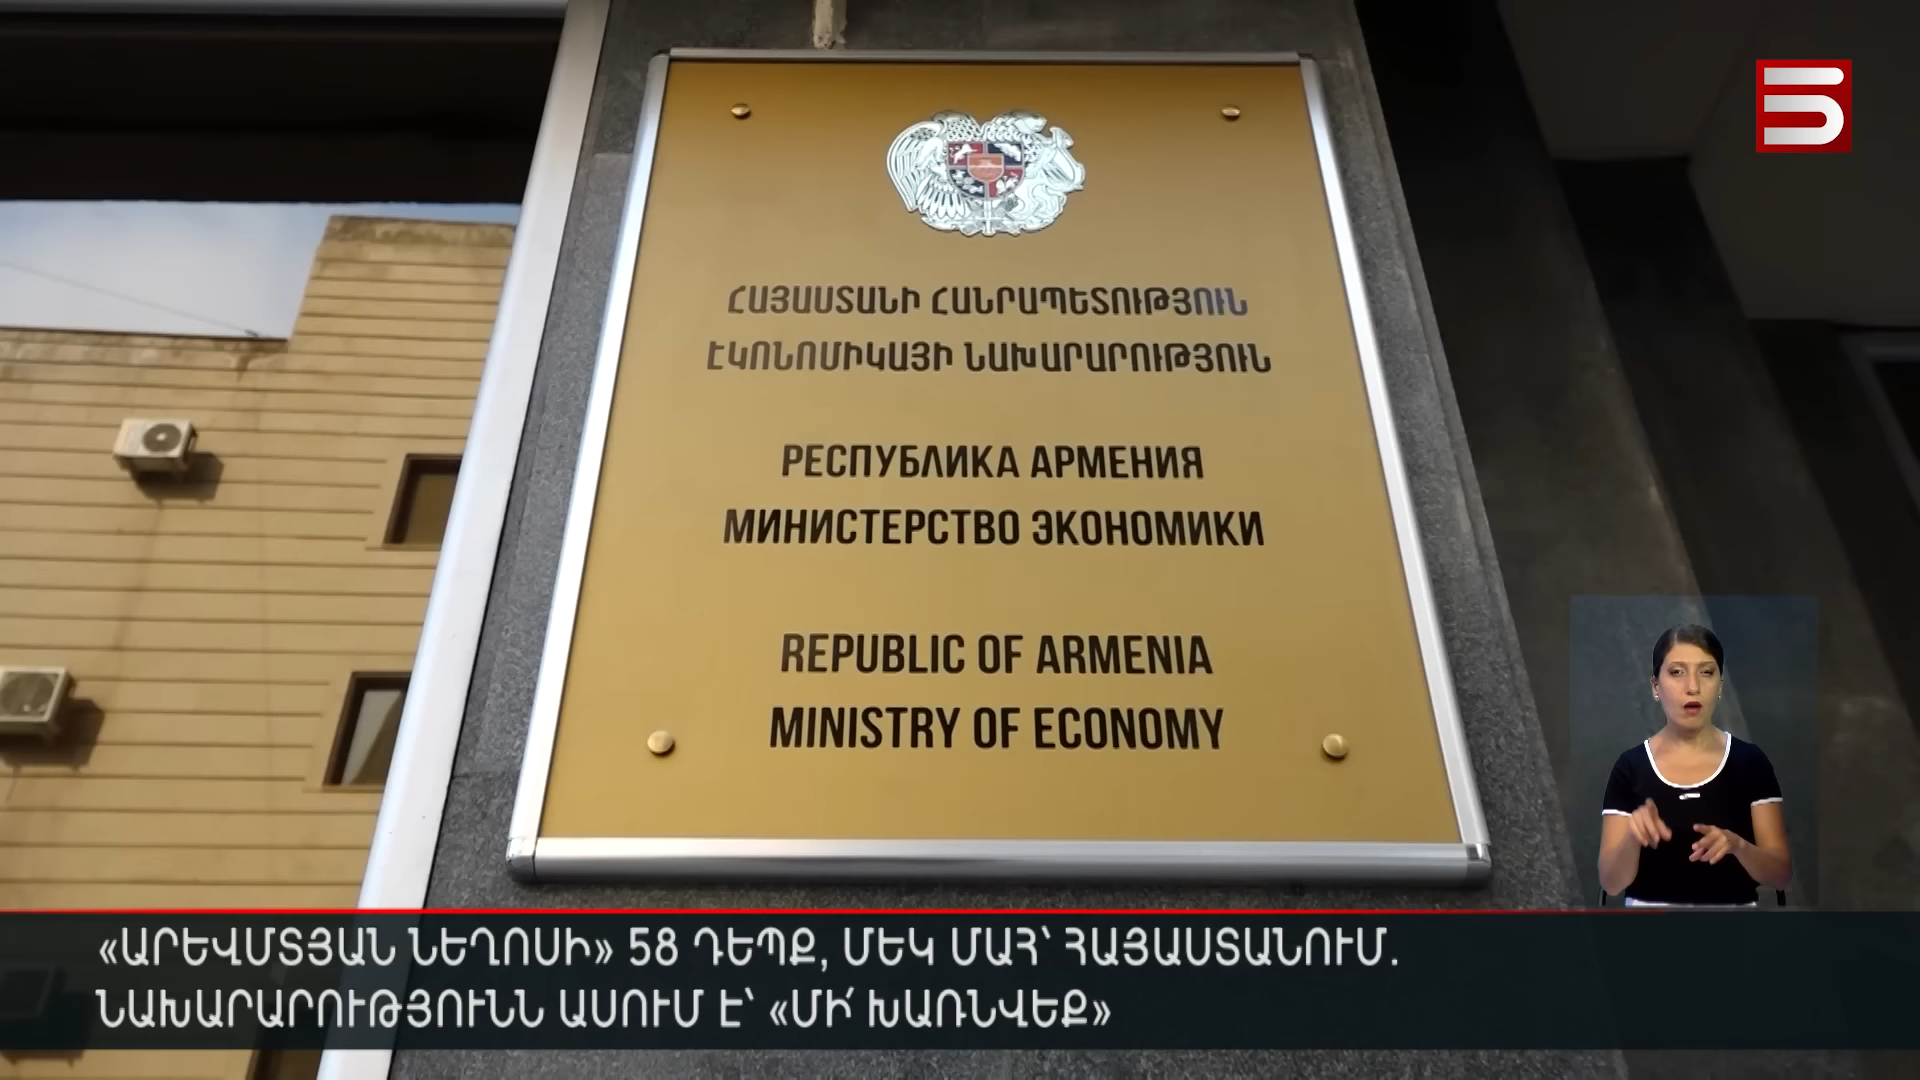 ՀԱՅԱՍՏԱՆԻ ՀԱՆՐԱՊԵՏՈՒԹՅՈՒՆ
ԷԿՈՆՈՄԻԿԱՅԻ ՆԱԽԱՐԱՐՈՒԹՅՈՒՆ
РЕСПУБЛИКА АРМЕНИЯ
МИНИСТЕРСТВО ЭКОНОМИКИ
REPUBLIC OF ARMENIA
MINISTRY OF ECONOMY
«ԱՐԵՎՄՏՅԱՆ ՆԵՂՈՍԻ» 58 ԴԵՊՔ, ՄԵԿ ՄԱՀ՝ ՀԱՅԱՍՏԱՆՈՒՄ.
ՆԱԽԱՐԱՐՈՒԹՅՈՒՆՆ ԱՍՈՒՄ Է՝ «ՄԻ՛ ԽԱՌՆՎԵՔ»